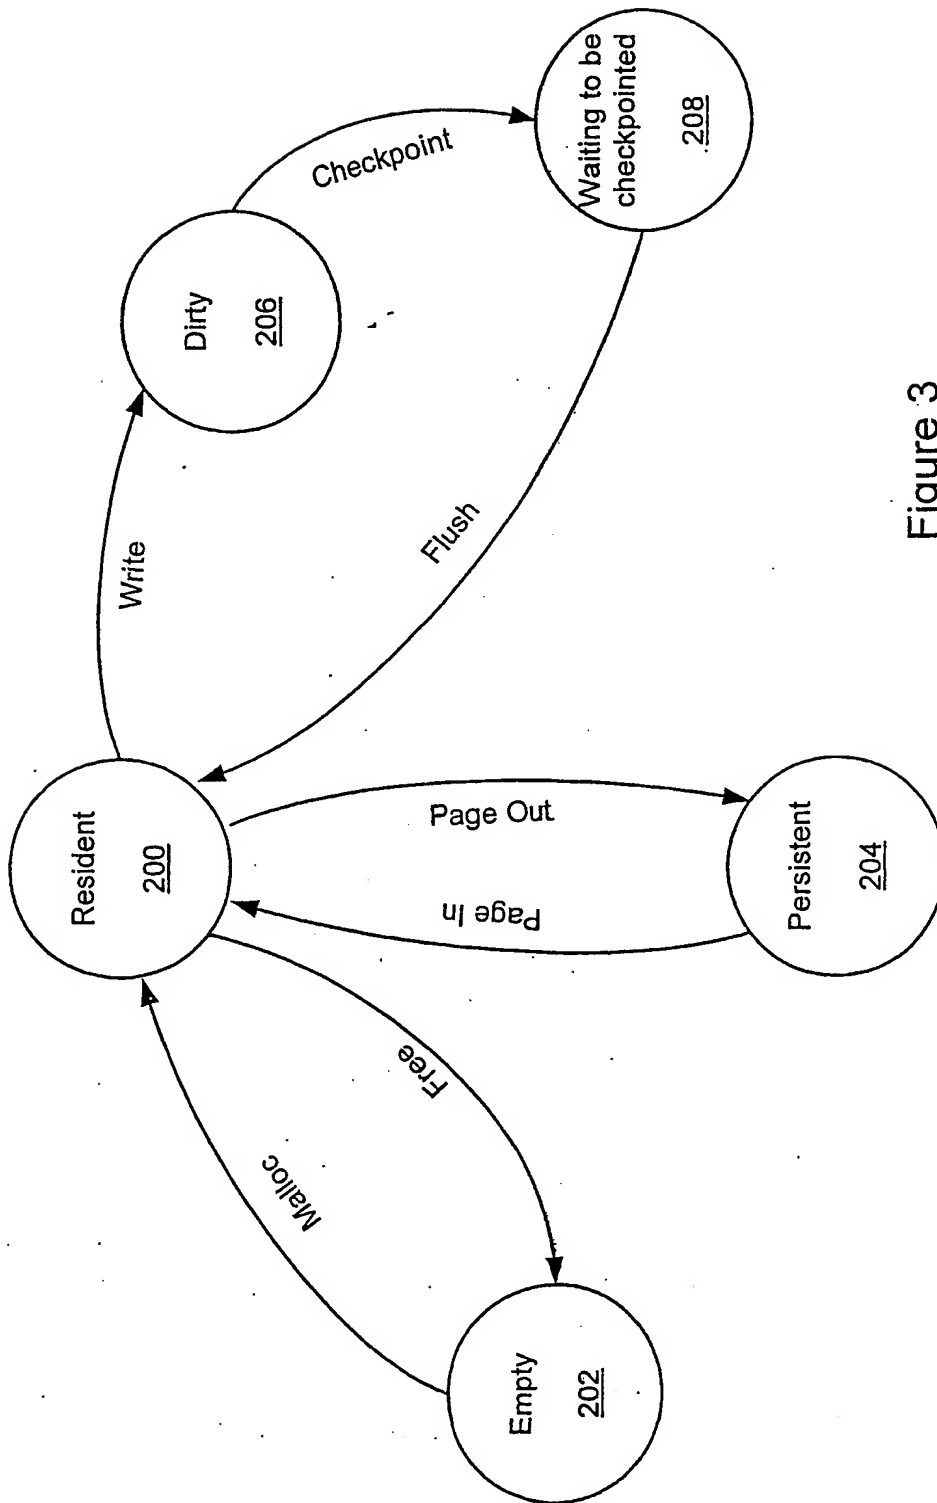 Resident
200
Malloc
Free
Empty
202
Page In
Page Out
Persistent
204
Write
Dirty
206
Checkpoint
Waiting to be
checkpointed
208
Flush
Figure 3